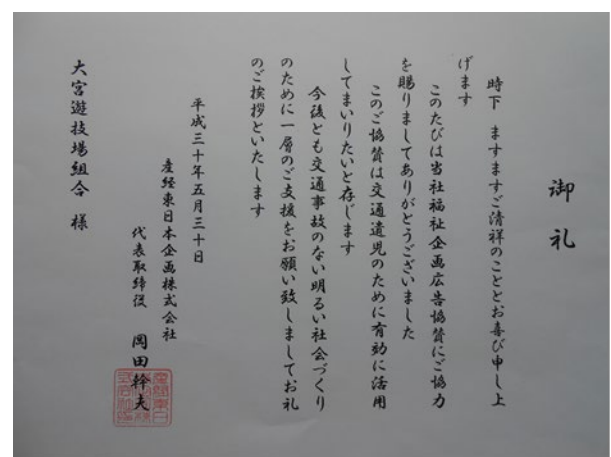 御礼
時下　ますますご清祥のこととお喜び申し上
げます
このたびは当社福祉企画広告協賛にご協力
を賜りましてありがとうございました
このご協賛は交通遺児のために有効に活用
してまいりたいと存じます
今後とも交通事故のない明るい社会づくり
のために一層のご支援をお願い致しましてお礼
のご挨拶といたします
平成三十年五月三十日
産経東日本企画株式会社
代表取締役　岡田幹夫
大宮遊技場組合　様